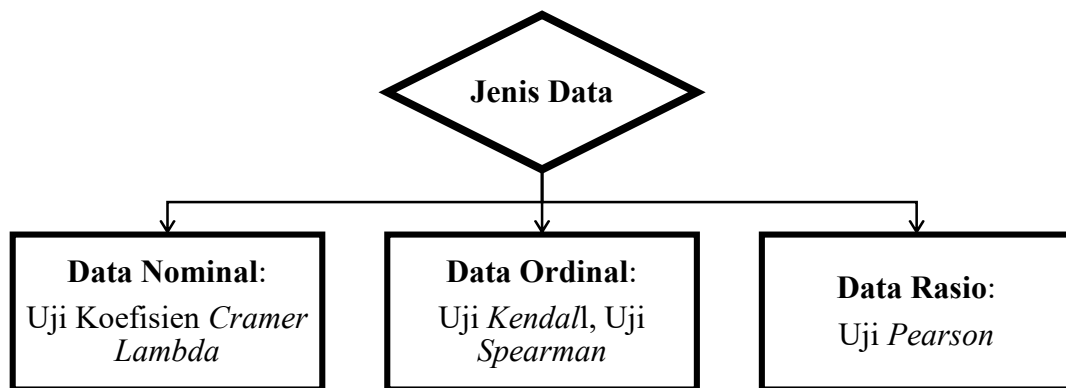 Jenis Data
Data Nominal:
Uji Koefisien Cramer
Lambda
Data Ordinal:
Uji Kendall, Uji
Spearman
Data Rasio:
Uji Pearson